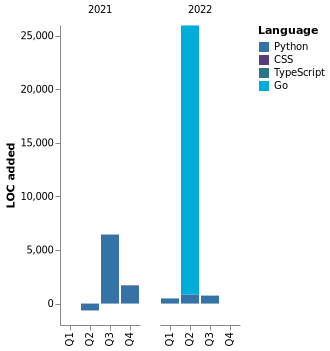 2021 2022
Language
Python
CSS
TypeScript
Go
LOC added
25,000
20,000
15,000
10,000
5,000
0
Q1 Q2 Q3 Q4 Q1 Q2 Q3 Q4